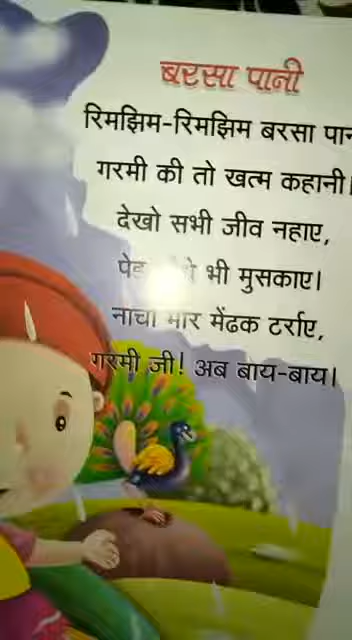 बरसा पानी
रिमझिम-रिमझिम बरसा
गरमी की तो खत्म कहानी।
देखो सभी जीव नहाए,
भी मुसकाए।
नाचा मोर मेंढक टर्राए,
गरमी जी! अब बाय-बाय।